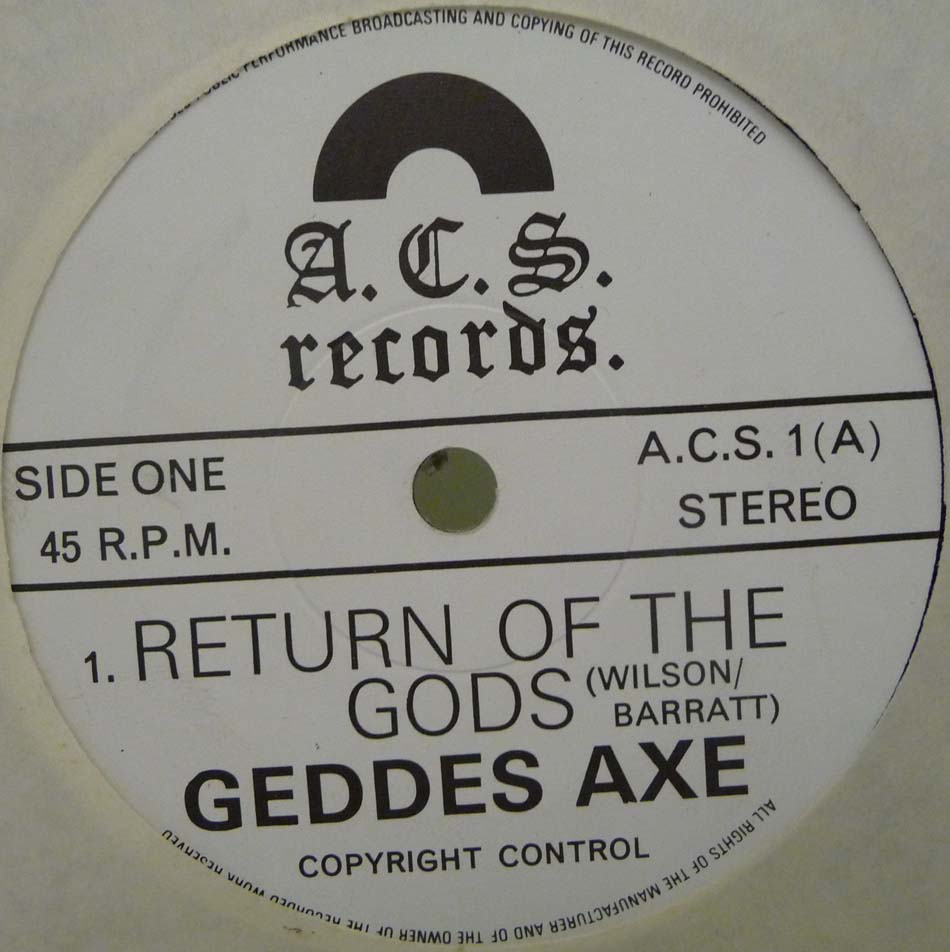 PERFORMANCE BROADCASTING AND COPYING OF THIS RECORD PROHIBITED
A.C.S.
records.
SIDE ONE
45 R.P.M.
A.C.S. 1(A)
STEREO
1. RETURN OF THE
GODS (WILSON/
BARRATT)
GEDDES AXE
COPYRIGHT CONTROL
ALL RIGHTS OF THE MANUFACTURER AND OF THE OWNER OF THE RECORDED WORK RESERVED